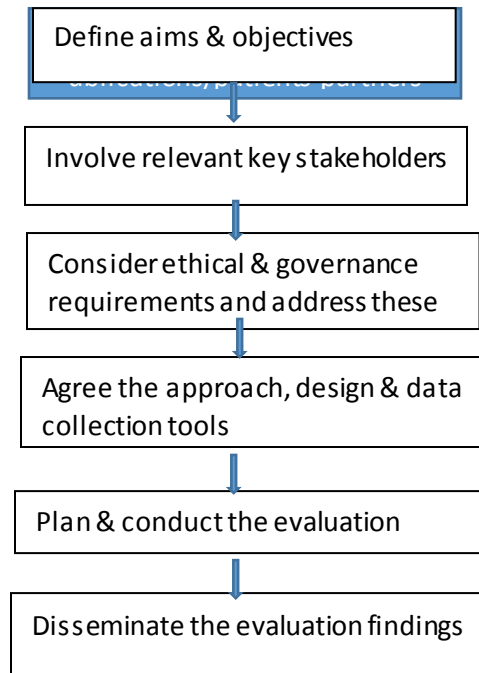 Define aims & objectives
Involve relevant key stakeholders
Consider ethical & governance
requirements and address these
Agree the approach, design & data
collection tools
Plan & conduct the evaluation
Disseminate the evaluation findings